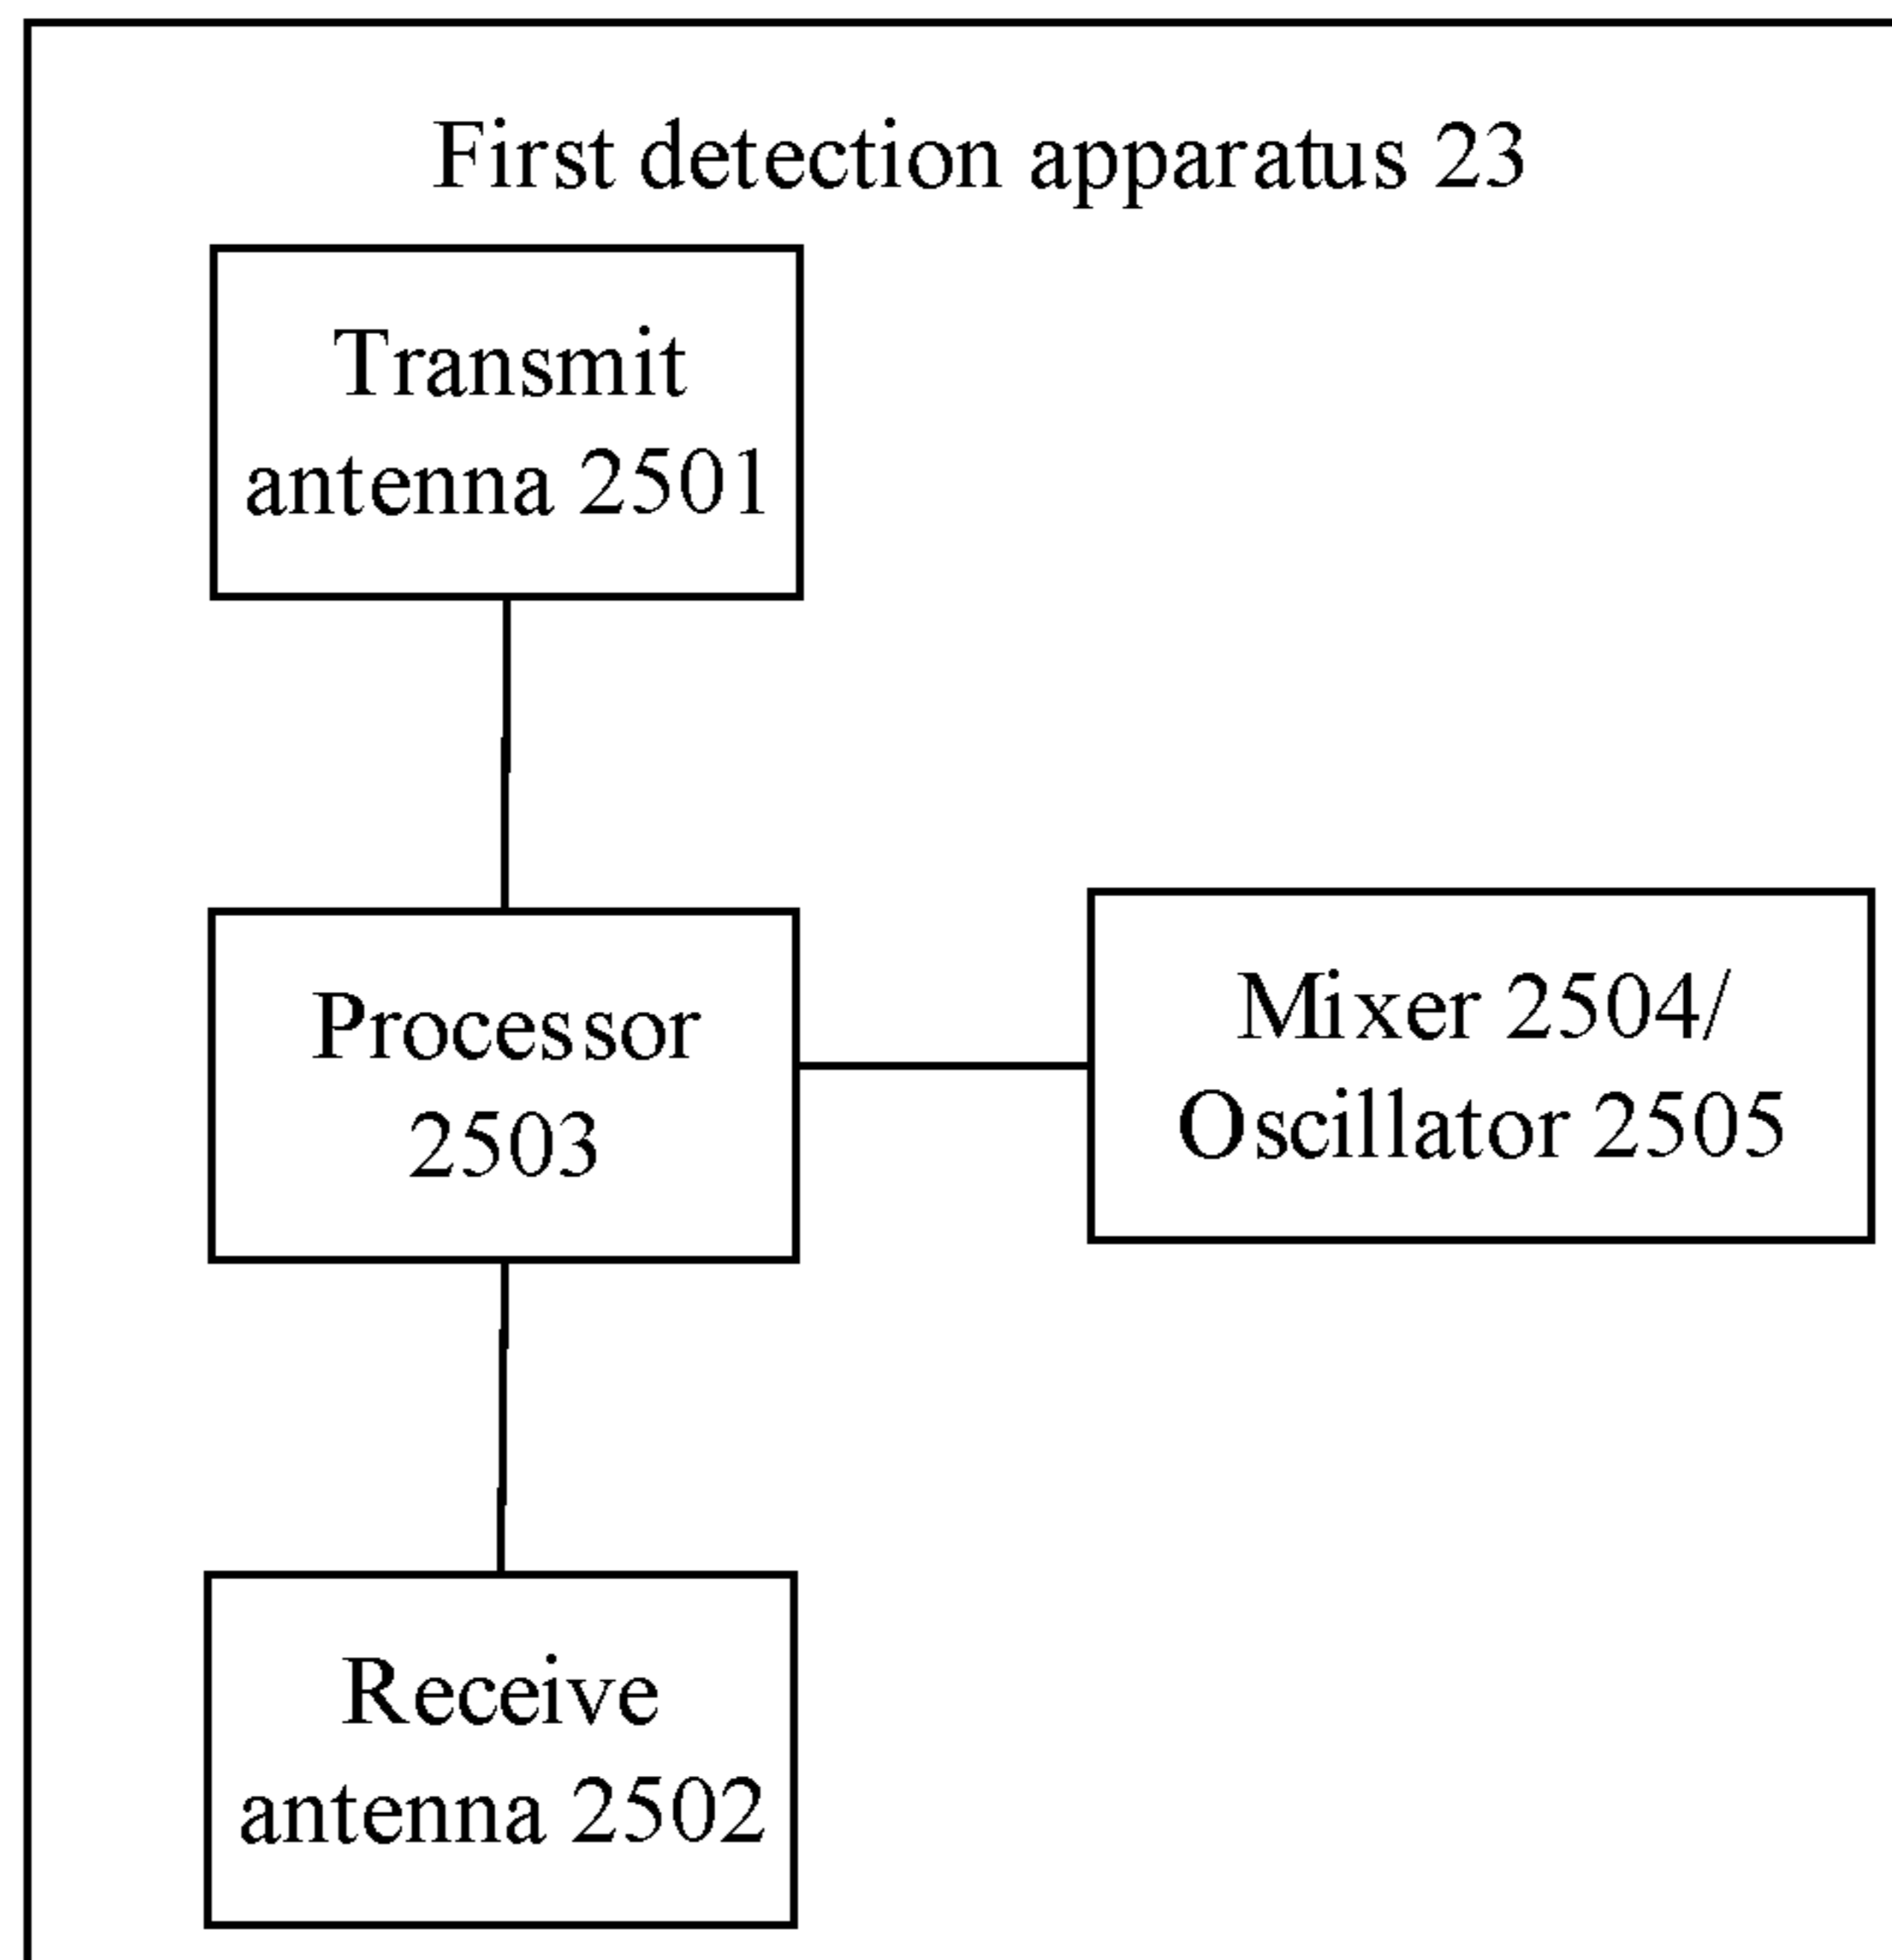 First detection apparatus 23
Transmit
antenna 2501
Processor
2503
Mixer 2504/
Oscillator 2505
Receive
antenna 2502